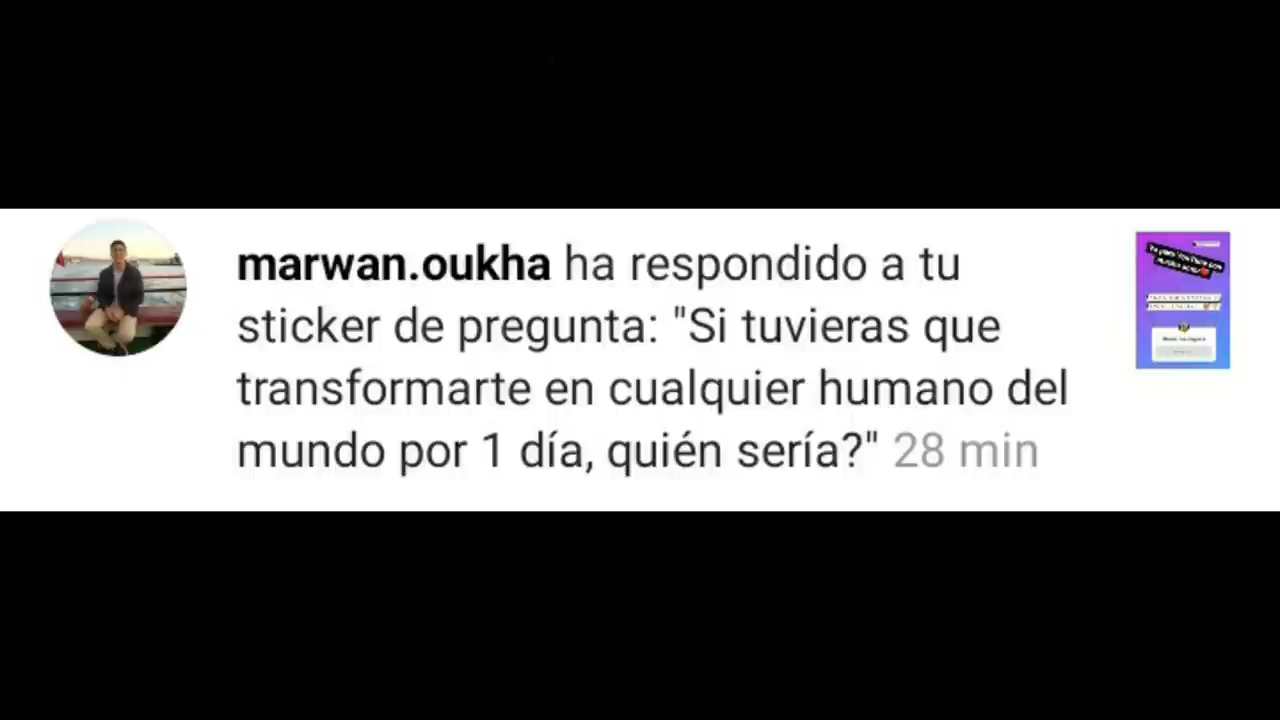 marwan.oukha ha respondido a tu
sticker de pregunta: "Si tuvieras que
transformarte en cualquier humano del
mundo por 1 día, quién sería?" 28 min